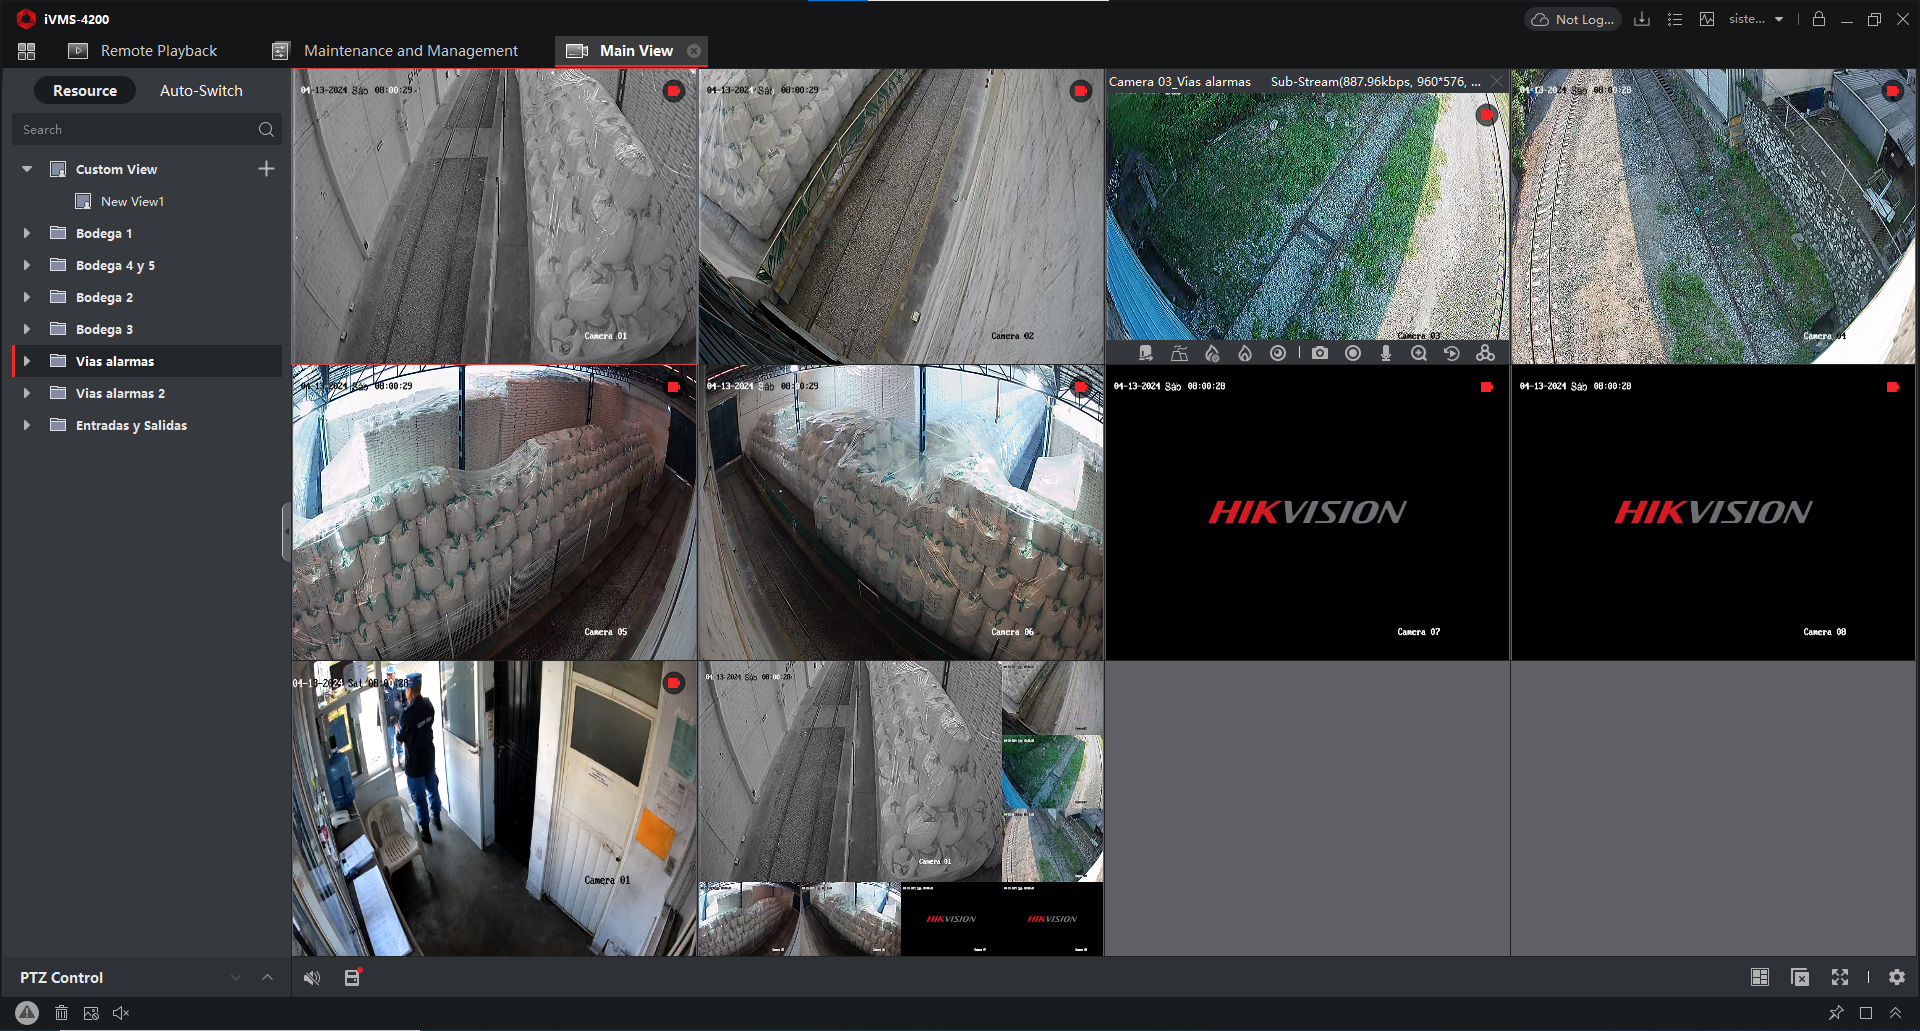 iVMS-4200
Not Log...
siste...
Remote Playback
Maintenance and Management
Main View
Resource
Auto-Switch
Search
Custom View
New View1
Bodega 1
Bodega 4 y 5
Bodega 2
Bodega 3
Vias alarmas
Vias alarmas 2
Entradas y Salidas
PTZ Control
04-13-2024 Sáb 08:00:29
Camera 01
04-13-2024 Sáb 08:00:29
Camera 02
Camera 03_Vias alarmas Sub-Stream(887.96kbps, 960*576, ...
Camera 03
04-13-2024 Sáb 08:00:28
Camera 04
04-13-2024 Sáb 08:00:29
Camera 05
04-13-2024 Sáb 08:00:29
Camera 06
04-13-2024 Sáb 08:00:28
HIKVISION
Camera 07
04-13-2024 Sáb 08:00:28
HIKVISION
Camera 08
04-13-2024 Sat 08:00:28
Camera 01
04-13-2024 Sáb 08:00:28
Camera 01
HIKVISION
HIKVISION